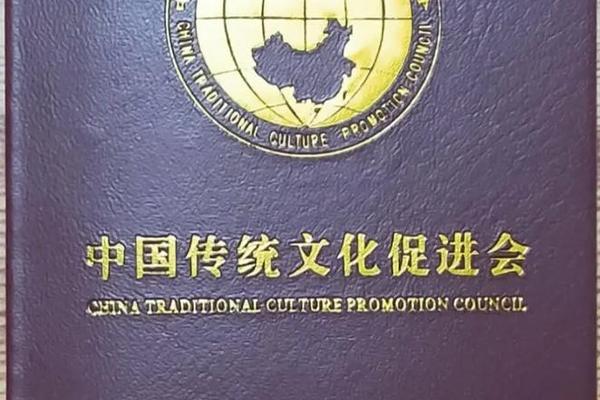 CHINA TRADITIONAL CULTURE PROMOTION COUNCIL
中国传统文化促进会
CHINA TRADITIONAL CULTURE PROMOTION COUNCIL